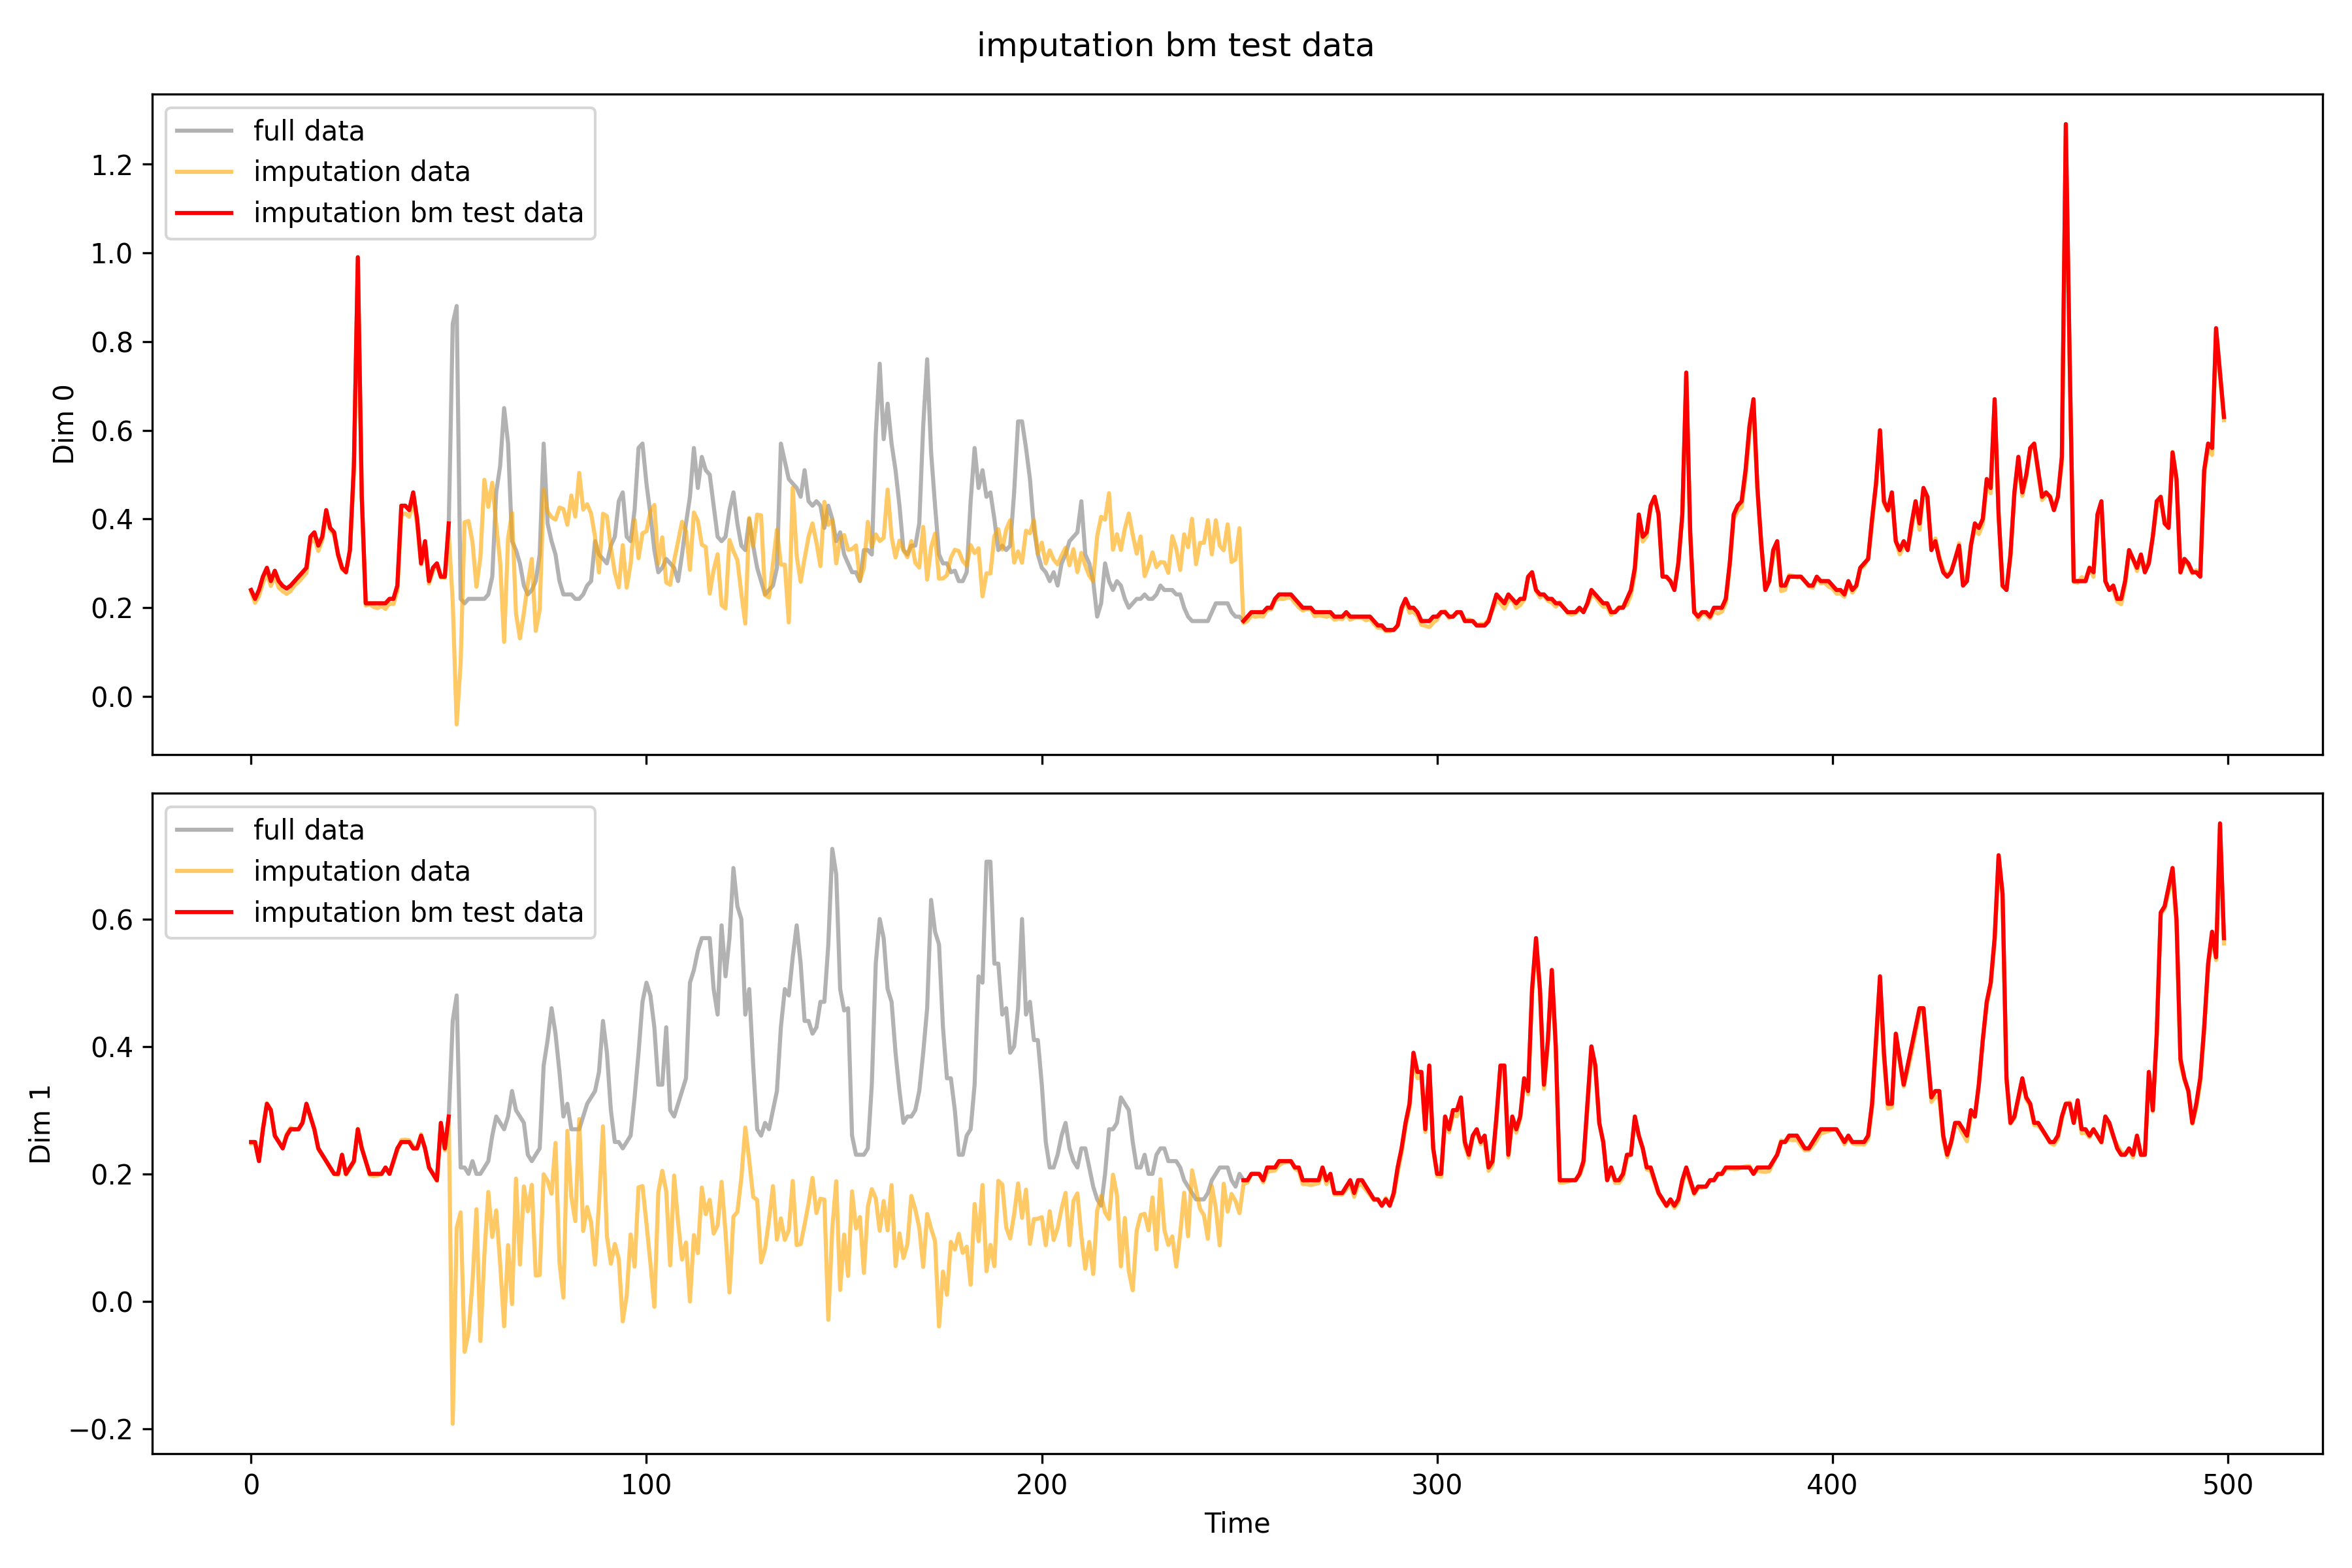 imputation bm test data
full data
imputation data
imputation bm test data
1.2
1.0
0.8
0.6
0.4
0.2
0.0
Dim 0
full data
imputation data
imputation bm test data
0.6
0.4
0.2
0.0
−0.2
Dim 1
0 100 200 300 400 500
Time